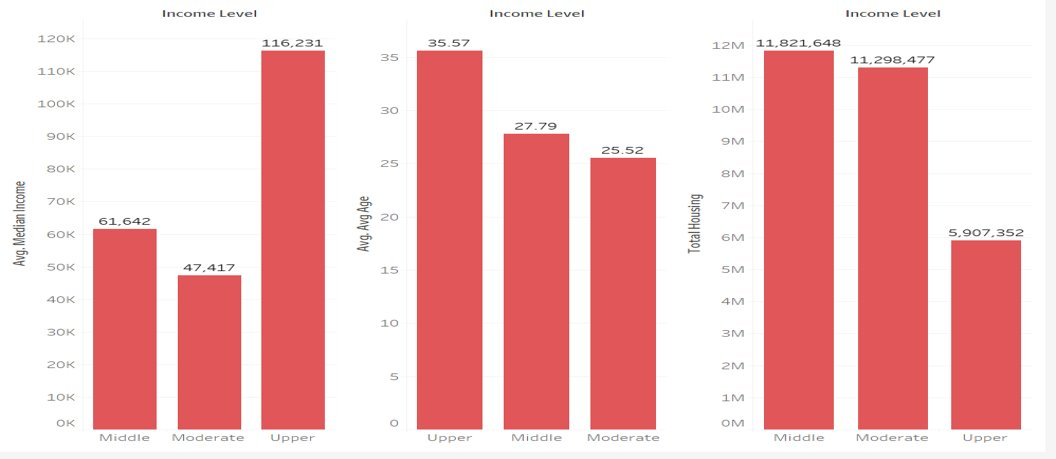 Income Level
Avg. Median Income
120K
110K
100K
90K
80K
70K
60K
50K
40K
30K
20K
10K
0K
61,642
47,417
116,231
Middle
Moderate
Upper
Income Level
Avg. Avg Age
35
30
25
20
15
10
5
0
35.57
27.79
25.52
Upper
Middle
Moderate
Income Level
Total Housing
12M
11M
10M
9M
8M
7M
6M
5M
4M
3M
2M
1M
0M
11,821,648
11,298,477
5,907,352
Middle
Moderate
Upper